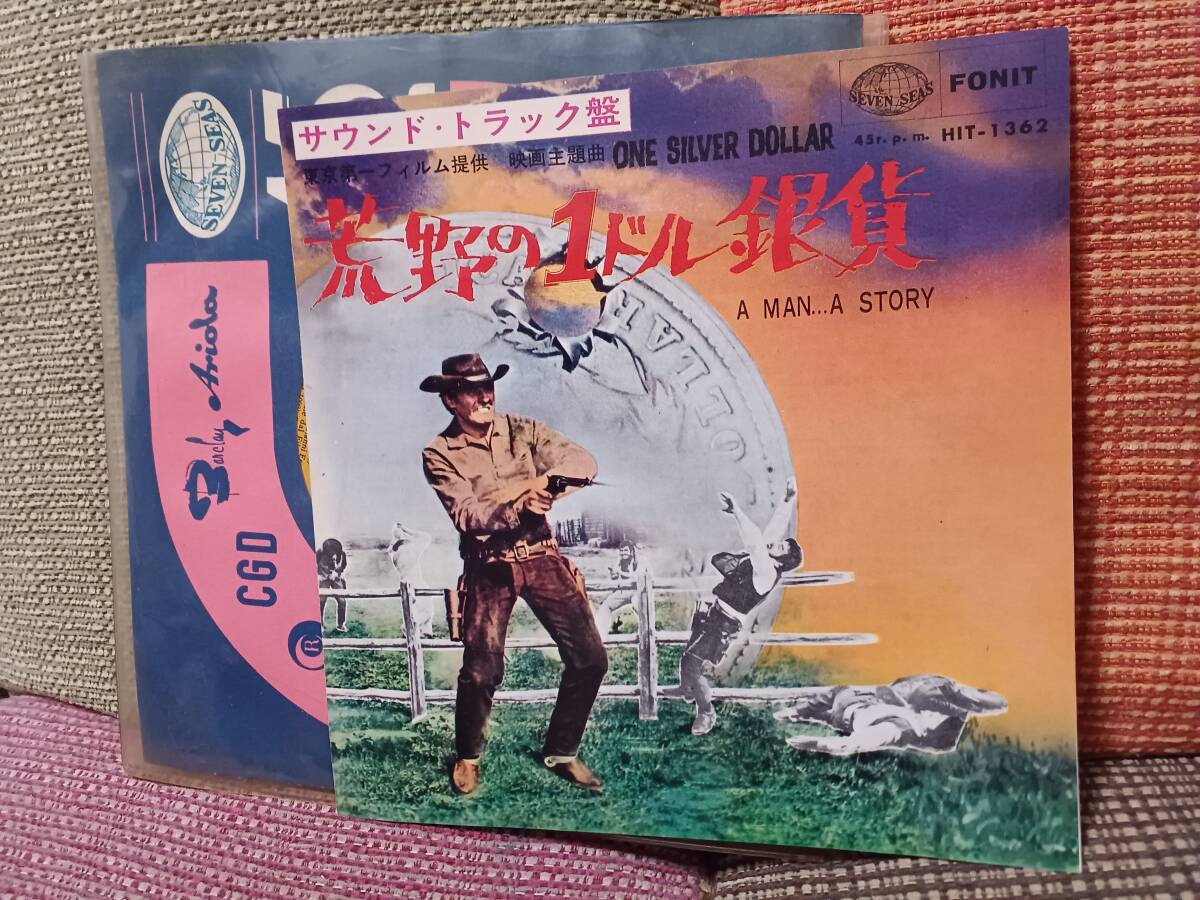 サウンド・トラック盤
SEVEN SEAS
FONIT
45r.p.m. HIT-1362
東京第一フィルム提供 映画主題曲 ONE SILVER DOLLAR
荒野の1ドル銀貨
A MAN...A STORY
OLLAR
SEVEN SEAS
Barclay Ariola
CGD
®